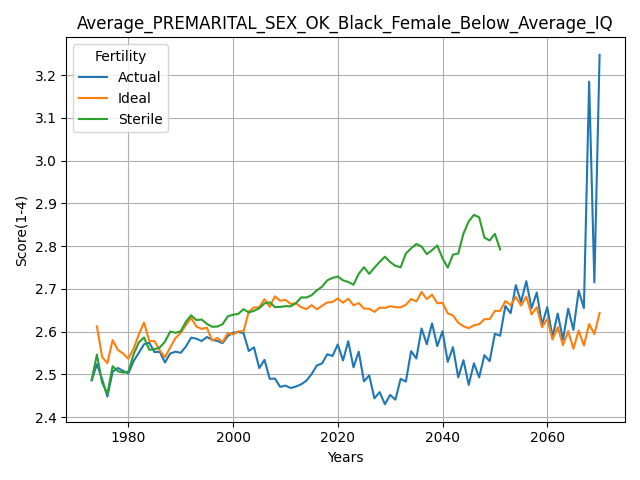 Average_PREMARITAL_SEX_OK_Black_Female_Below_Average_IQ
Fertility
Actual
Ideal
Sterile
Score(1-4)
3.2
3.1
3.0
2.9
2.8
2.7
2.6
2.5
2.4
1980 2000 2020 2040 2060
Years